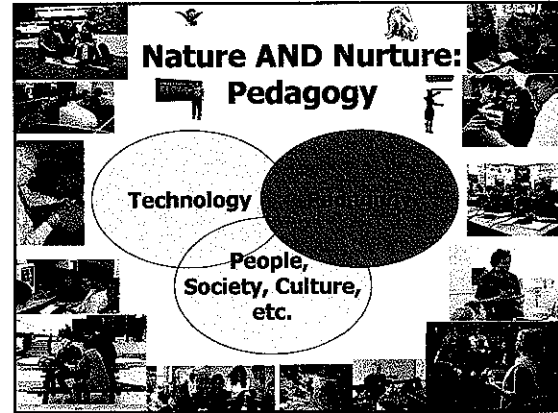 Nature AND Nurture:
Pedagogy
Technology
People,
Society, Culture,
etc.